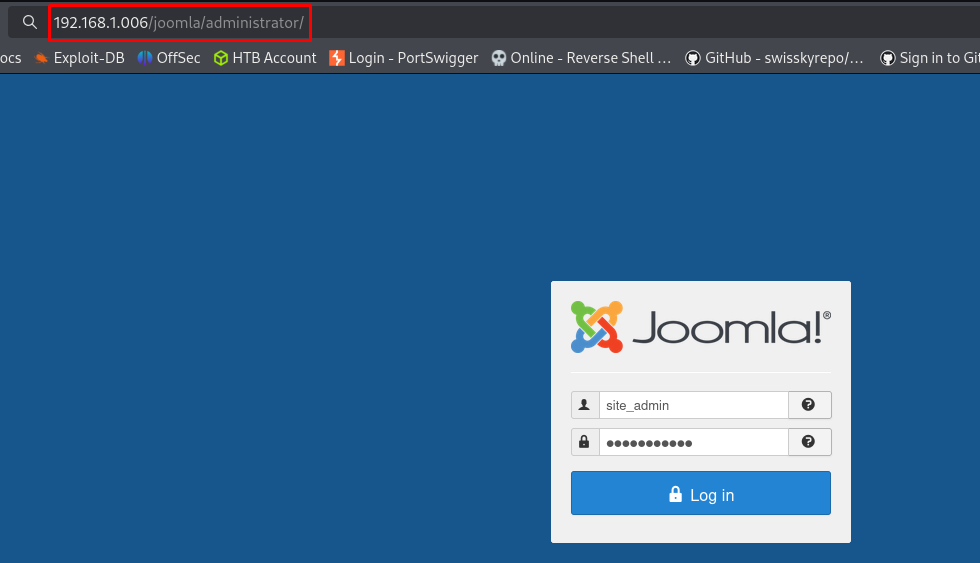 192.168.1.006/joomla/administrator/
ocs Exploit-DB OffSec HTB Account Login - PortSwigger Online - Reverse Shell ... GitHub - swisskyrepo/... Sign in to Gi
Joomla!®
site_admin
Log in